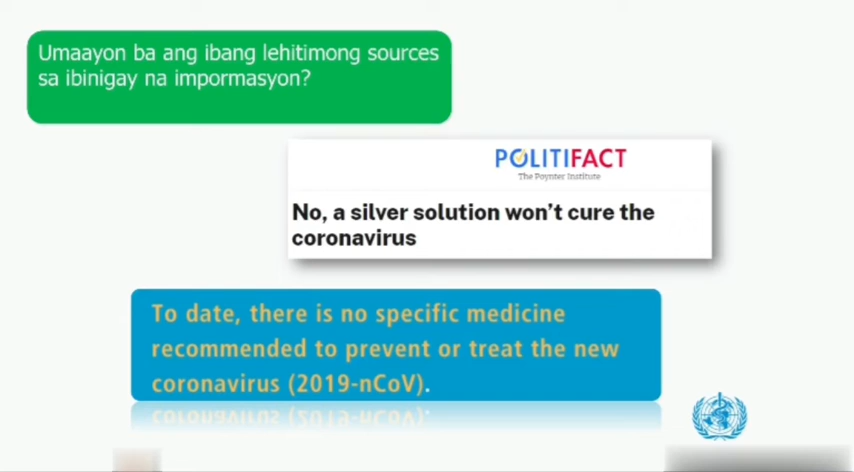 Umaayon ba ang ibang lehitimong sources
sa ibinigay na impormasyon?
POLITIFACT
The Poynter Institute
No, a silver solution won't cure the
coronavirus
To date, there is no specific medicine
recommended to prevent or treat the new
coronavirus (2019-nCoV).